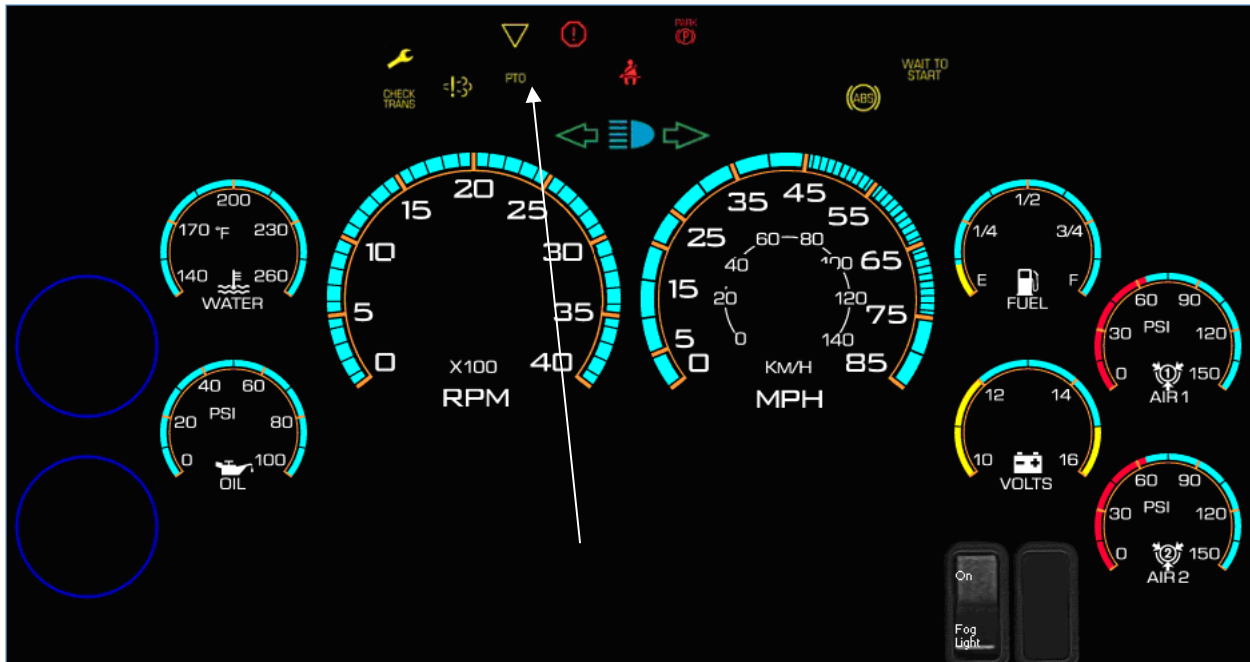 PARK
P
WAIT TO
START
CHECK
TRANS
PTO
ABS
200
170 °F 230
140 260
WATER
20
15 25
10 30
5 35
0 40
X100
RPM
45
35 55
25 65
15 75
5
0 85
60 80
40 100
20 120
0 140
Km/H
MPH
1/2
1/4 3/4
E F
FUEL
60 90
30 PSI 120
0 150
1
AIR 1
40 60
PSI
20 80
0 100
OIL
12 14
10 16
VOLTS
60 90
PSI
30 120
0 150
2
AIR 2
On
Fog
Light